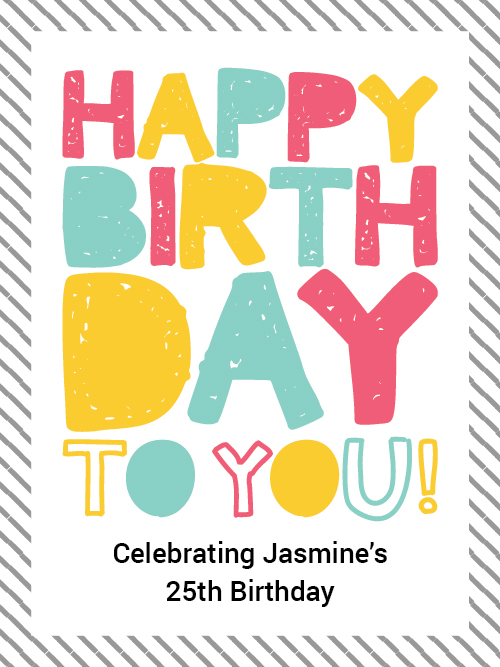 HAPPY
BIRTH
DAY
TO YOU!
Celebrating Jasmine’s
25th Birthday